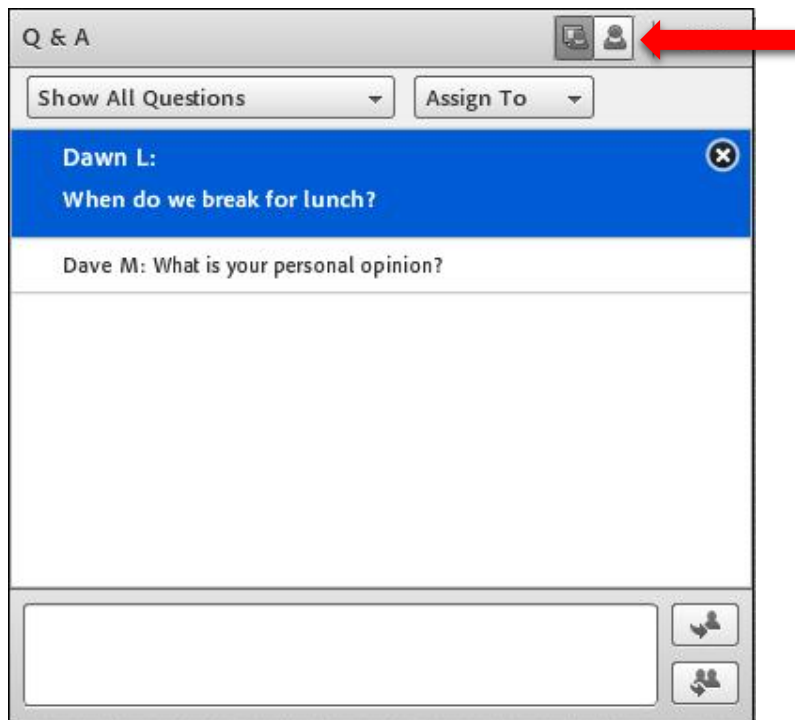 Q & A
Show All Questions Assign To
Dawn L:
When do we break for lunch?
Dave M: What is your personal opinion?